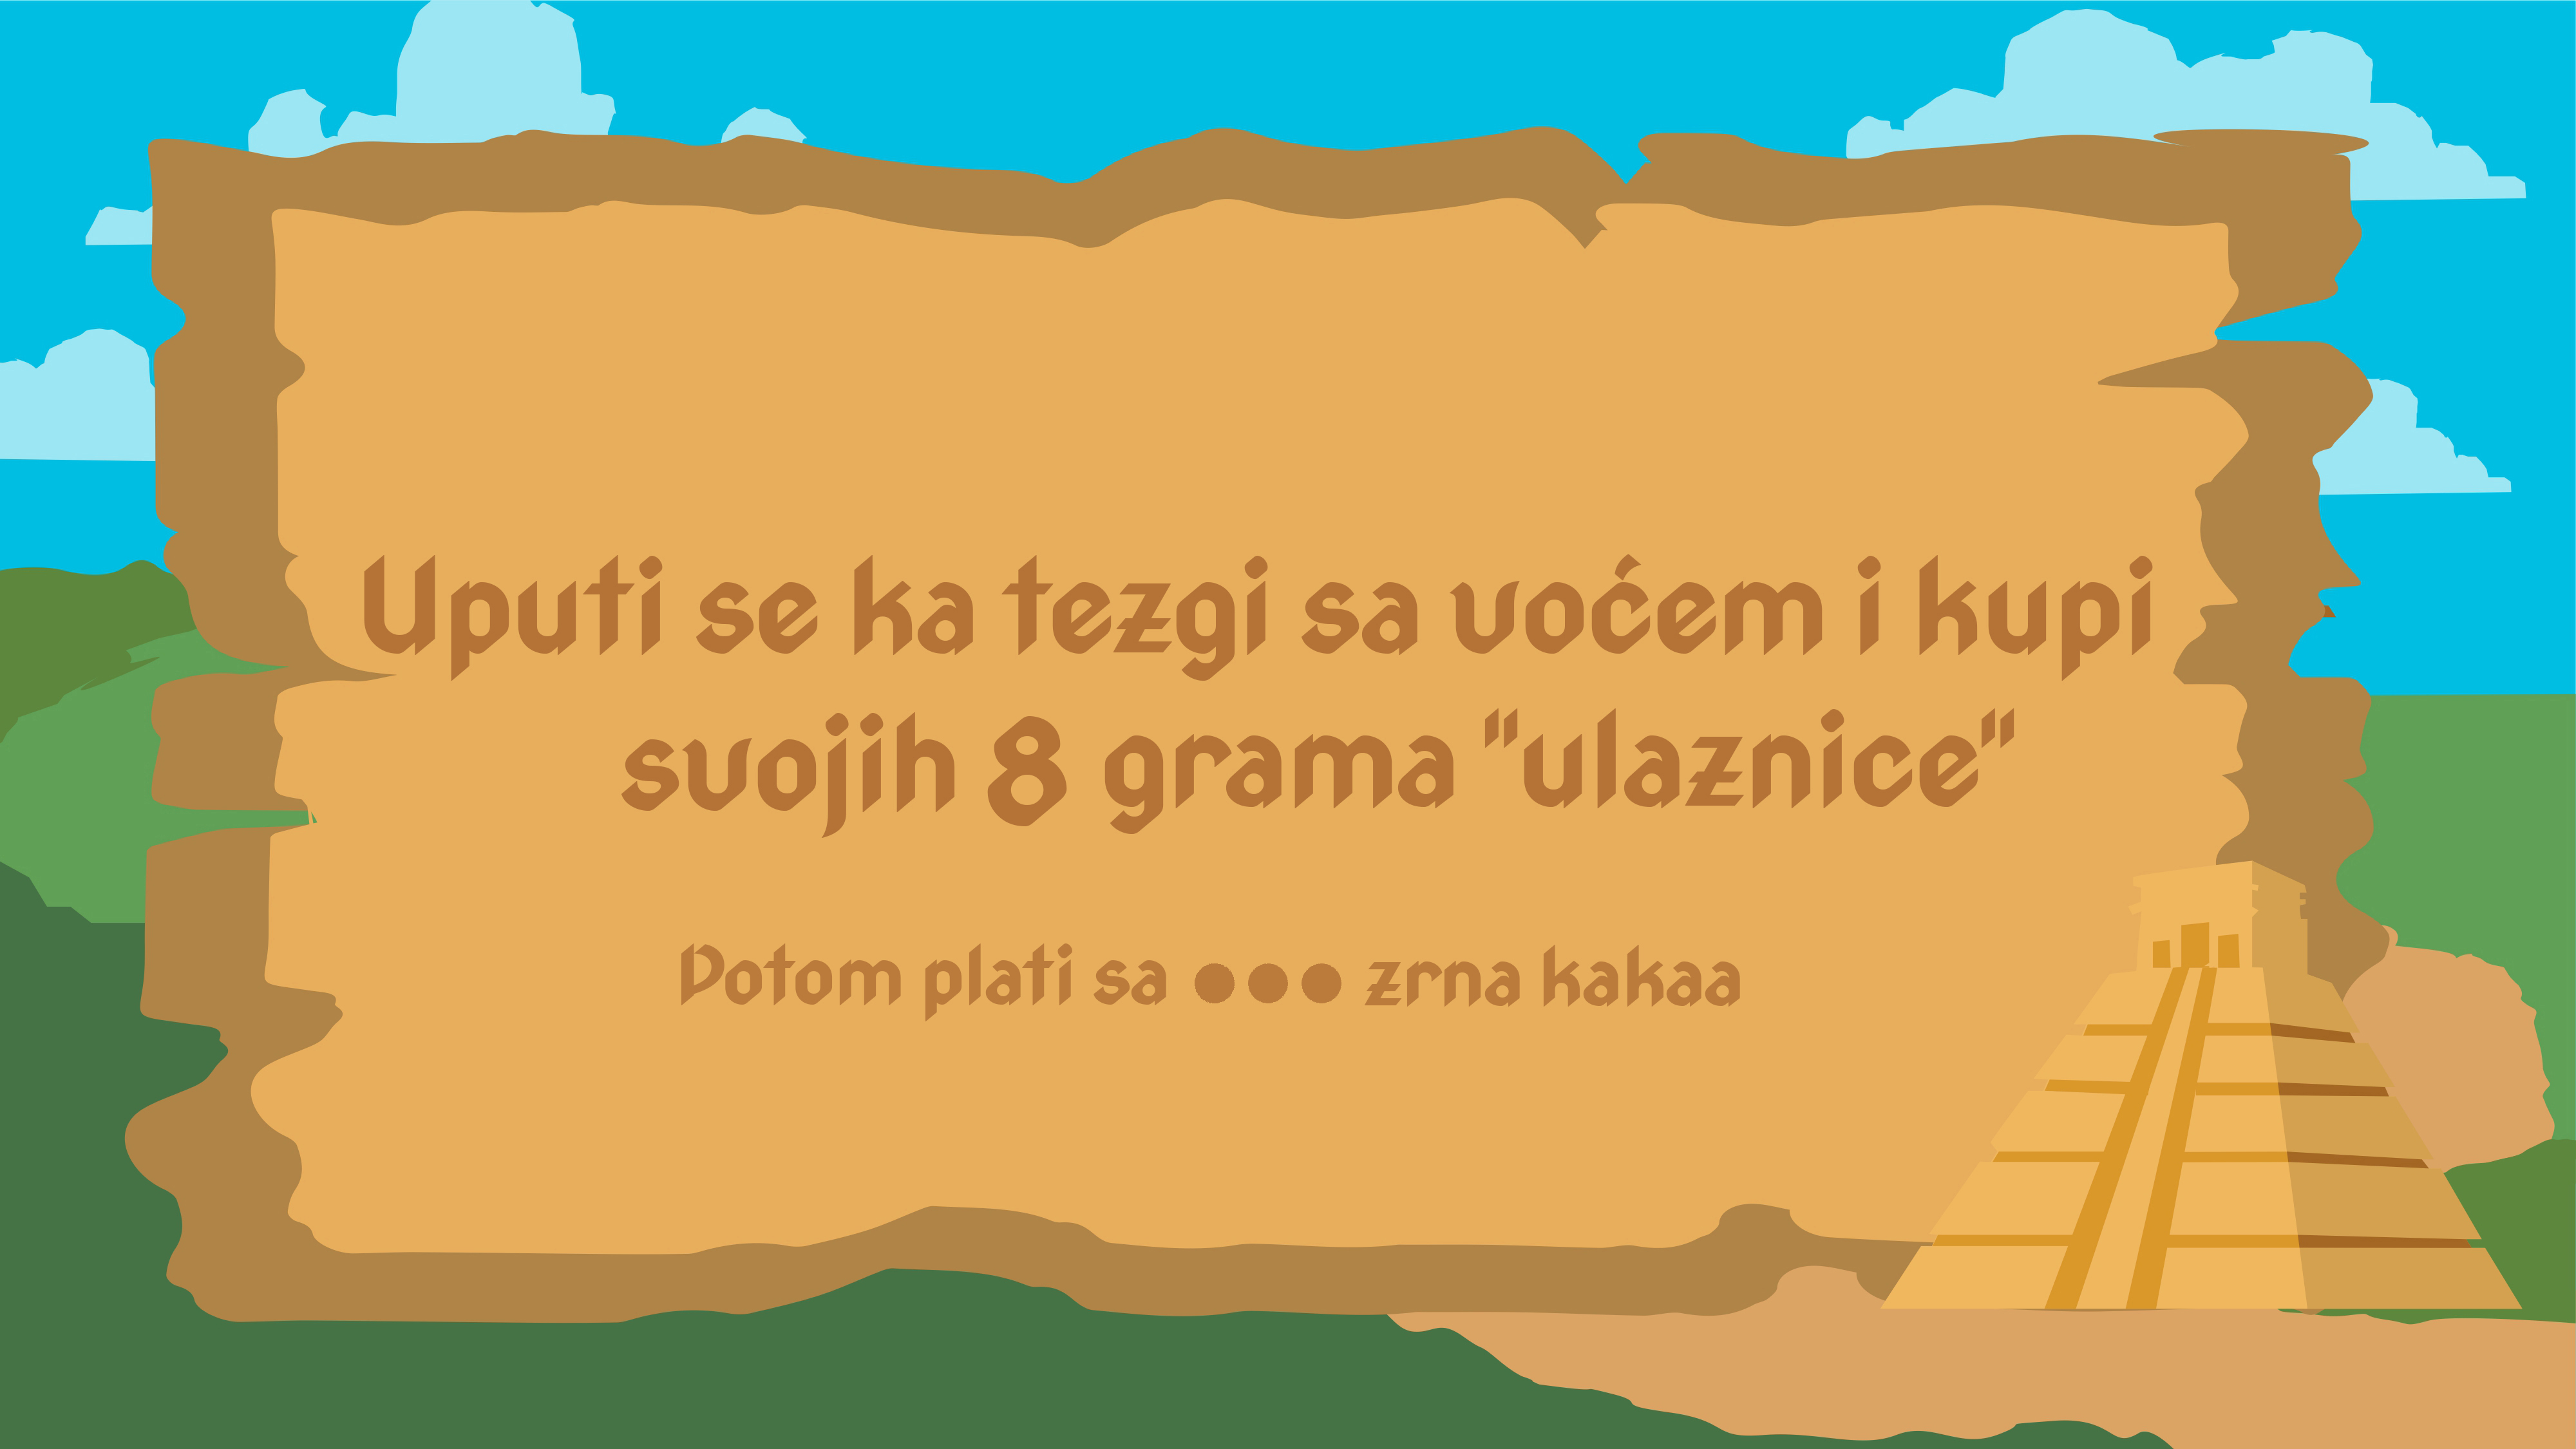 Uputi se ka tezgi sa voćem i kupi
svojih 8 grama "ulaznice"
Potom plati sa ●●● zrna kakaa